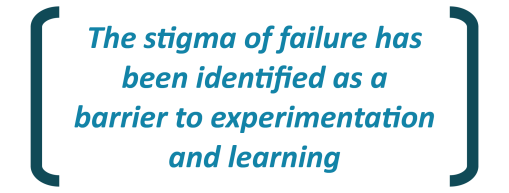 The stigma of failure has
been identified as a
barrier to experimentation
and learning